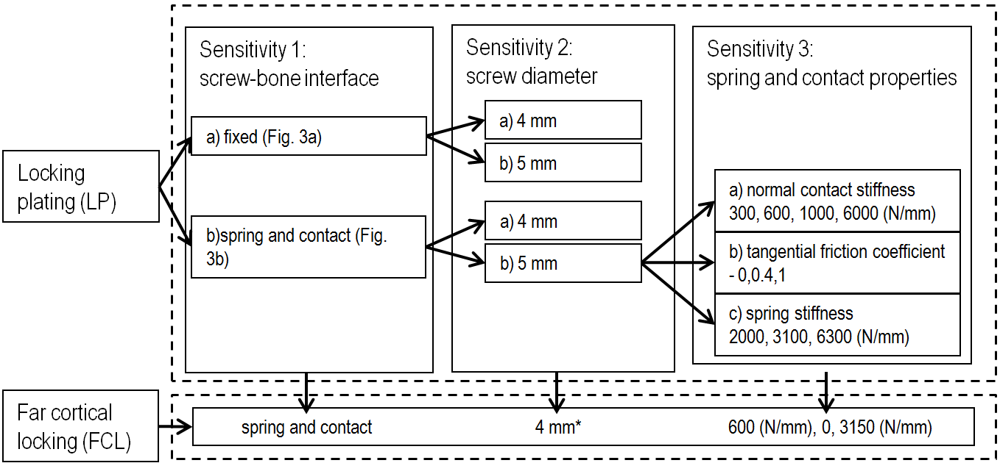 Locking
plating (LP)
Sensitivity 1:
screw-bone interface
a) fixed (Fig. 3a)
b)spring and contact (Fig.
3b)
Sensitivity 2:
screw diameter
a) 4 mm
b) 5 mm
a) 4 mm
b) 5 mm
Sensitivity 3:
spring and contact properties
a) normal contact stiffness
300, 600, 1000, 6000 (N/mm)
b) tangential friction coefficient
- 0,0.4,1
c) spring stiffness
2000, 3100, 6300 (N/mm)
Far cortical
locking (FCL)
spring and contact
4 mm*
600 (N/mm), 0, 3150 (N/mm)